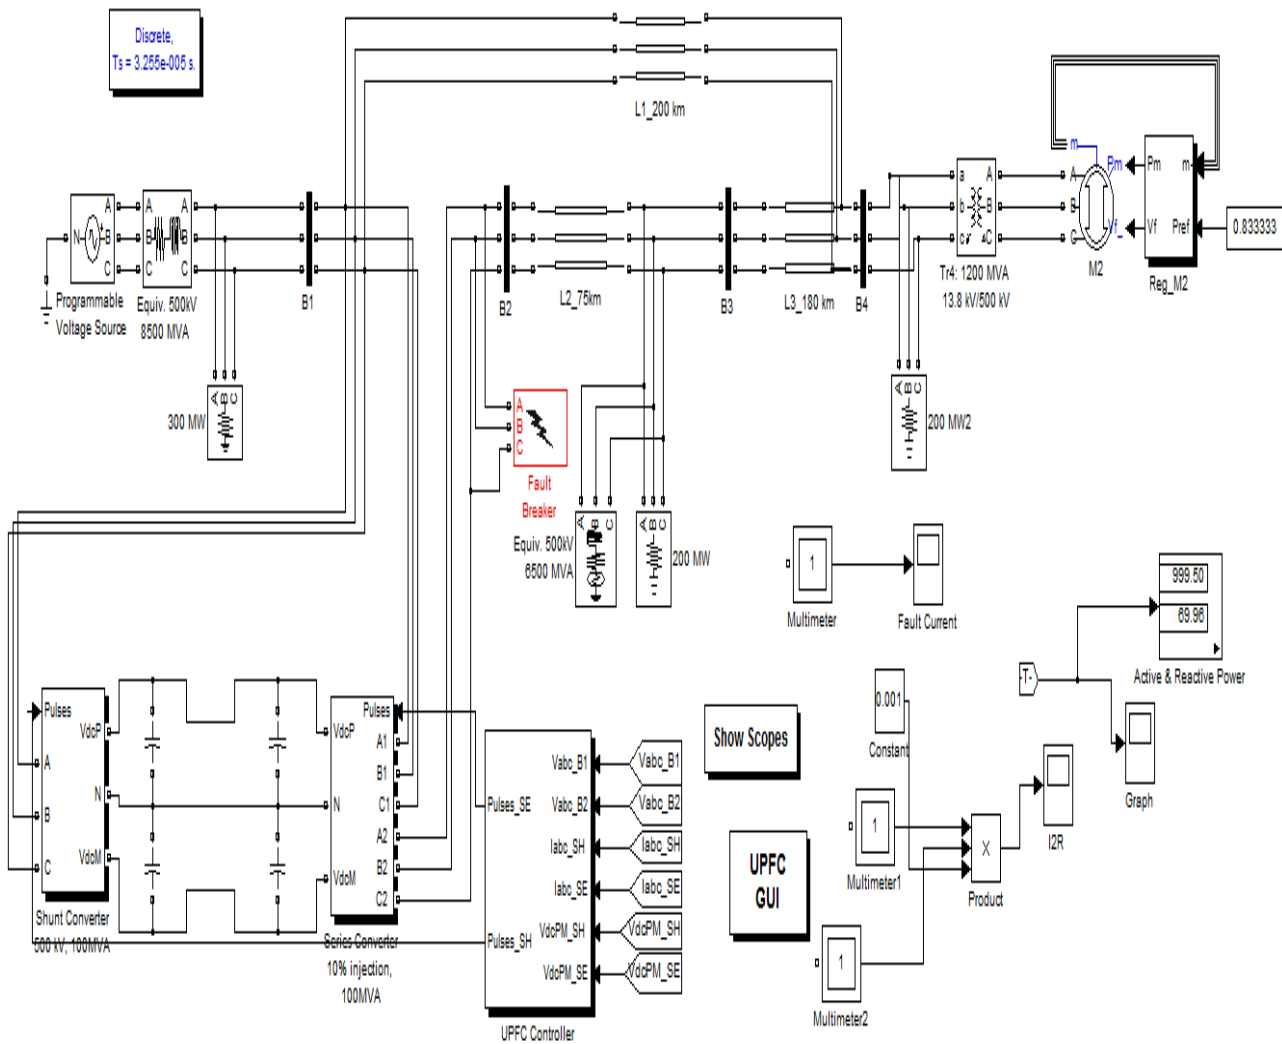 Discrete,
Ts = 3.255e-005 s.
L1_200 km
N
A
B
C
Programmable
Voltage Source
A
B
C
A
B
C
Equiv. 500kV
8500 MVA
B1
A B C
300 MW
B2
L2_75km
B3
L3_180 km
B4
a
b
c
A
B
C
Tr4: 1200 MVA
13.8 kV/500 kV
m
A
B
C
Pm
Vf_
M2
Pm
Vf
m
Pref
Reg_M2
0.833333
A B C
200 MW2
A
B
C
Fault
Breaker
A B C
Equiv. 500kV
6500 MVA
A B C
200 MW
1
Multimeter
Fault Current
999.50
69.96
Active & Reactive Power
-T-
Graph
0.001
Constant
1
Multimeter1
1
Multimeter2
X
Product
I2R
Show Scopes
UPFC
GUI
Pulses
A
B
C
VdcP
N
VdcM
Shunt Converter
500 kV, 100MVA
VdcP
N
VdcM
Pulses
A1
B1
C1
A2
B2
C2
Series Converter
10% injection,
100MVA
Pulses_SE
Pulses_SH
Vabc_B1
Vabc_B2
Iabc_SH
Iabc_SE
VdcPM_SH
VdcPM_SE
UPFC Controller
Vabc_B1
Vabc_B2
Iabc_SH
Iabc_SE
VdcPM_SH
VdcPM_SE